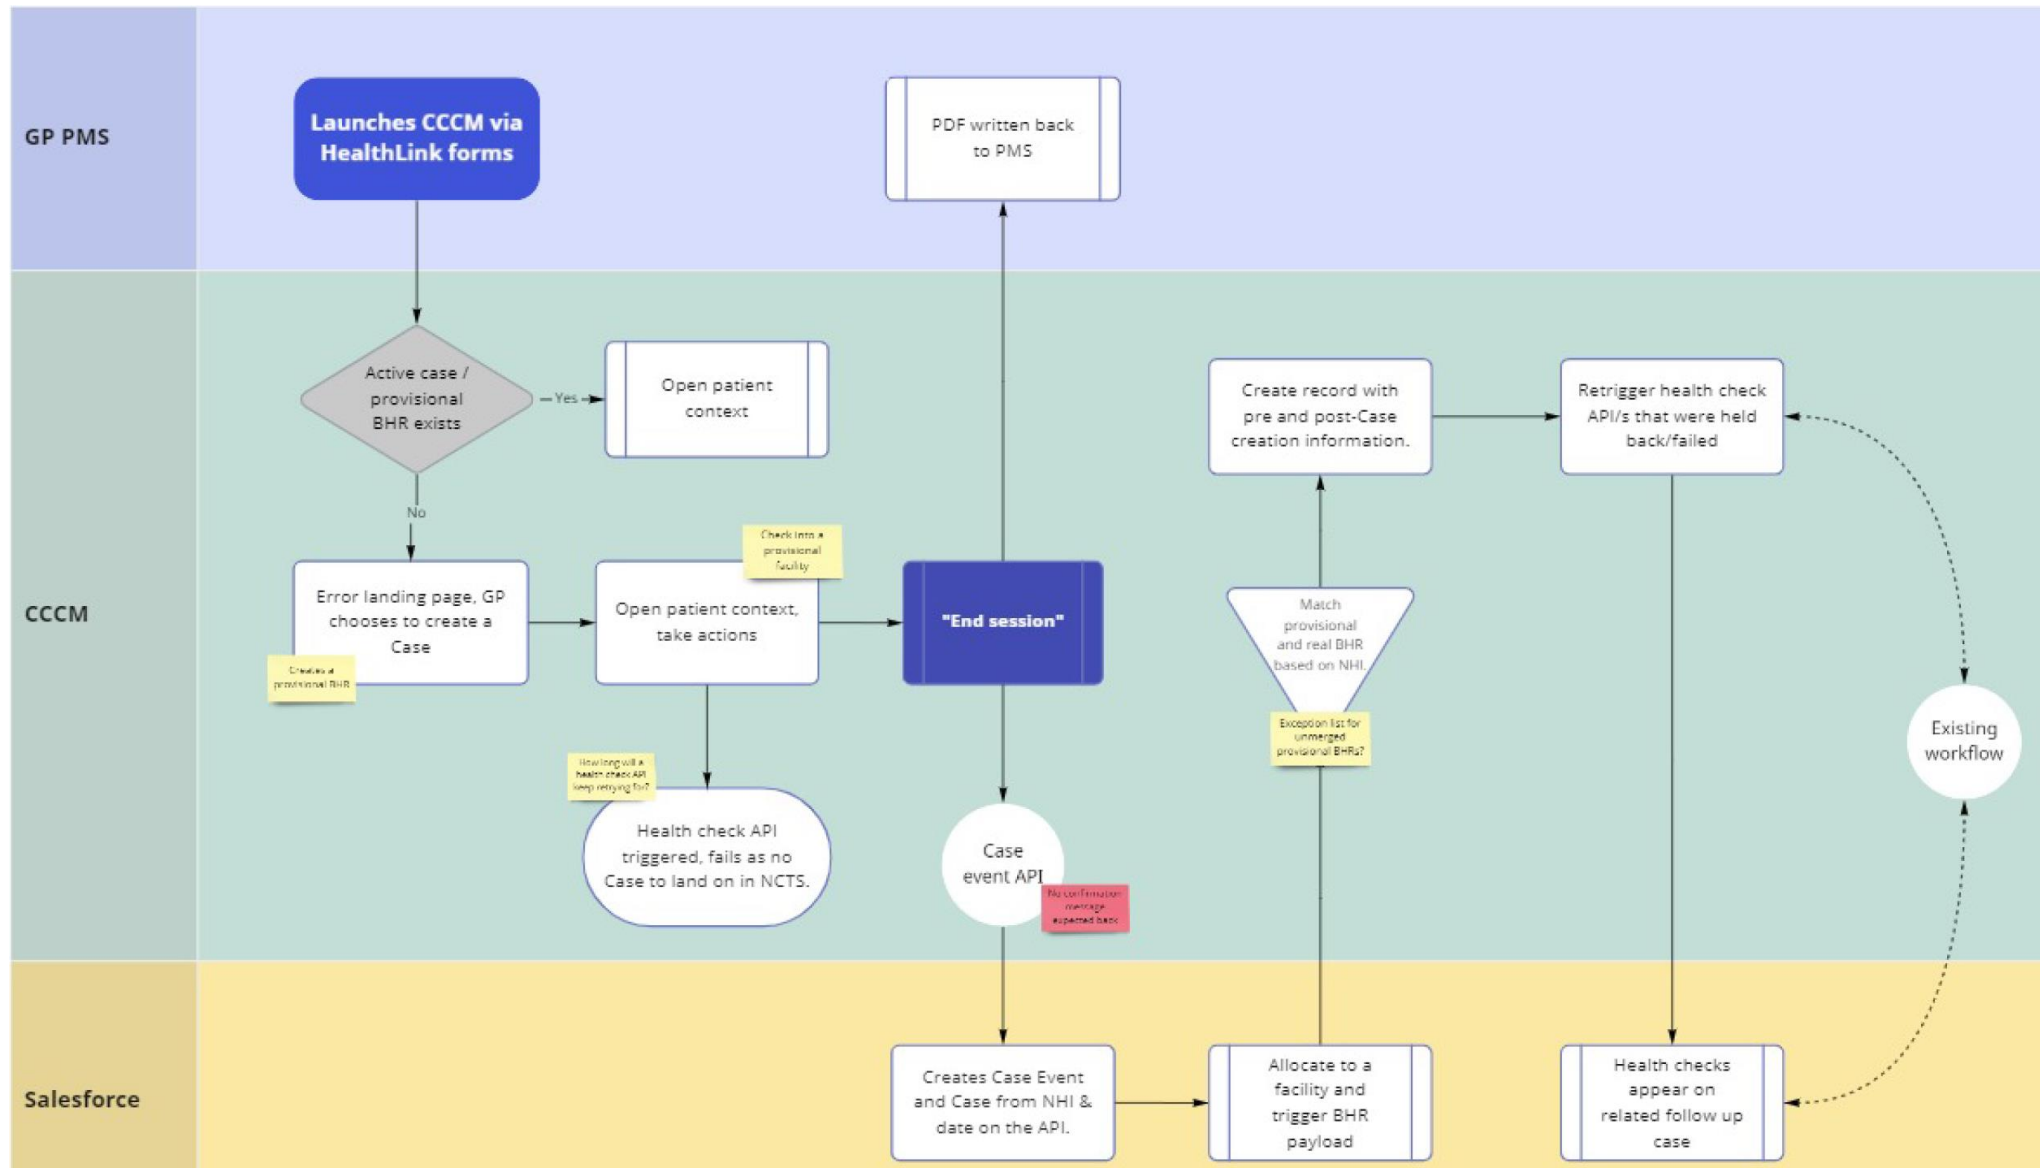 GP PMS
Launches CCCM via
HealthLink forms
PDF written back
to PMS
CCCM
Active case /
provisional
BHR exists
Yes
Open patient
context
No
Error landing page, GP
chooses to create a
Case
Creates a
provisional BHR
Open patient context,
take actions
Check into a
provisional
facility
"End session"
How long will a
health check API
keep retrying for?
Health check API
triggered, fails as no
Case to land on in NCTS.
Case
event API
No confirmation
message
expected back
Create record with
pre and post-Case
creation information.
Match
provisional
and real BHR
based on NHI.
Exception list for
unmerged
provisional BHRs?
Retrigger health check
API/s that were held
back/failed
Existing
workflow
Salesforce
Creates Case Event
and Case from NHI &
date on the API.
Allocate to a
facility and
trigger BHR
payload
Health checks
appear on
related follow up
case